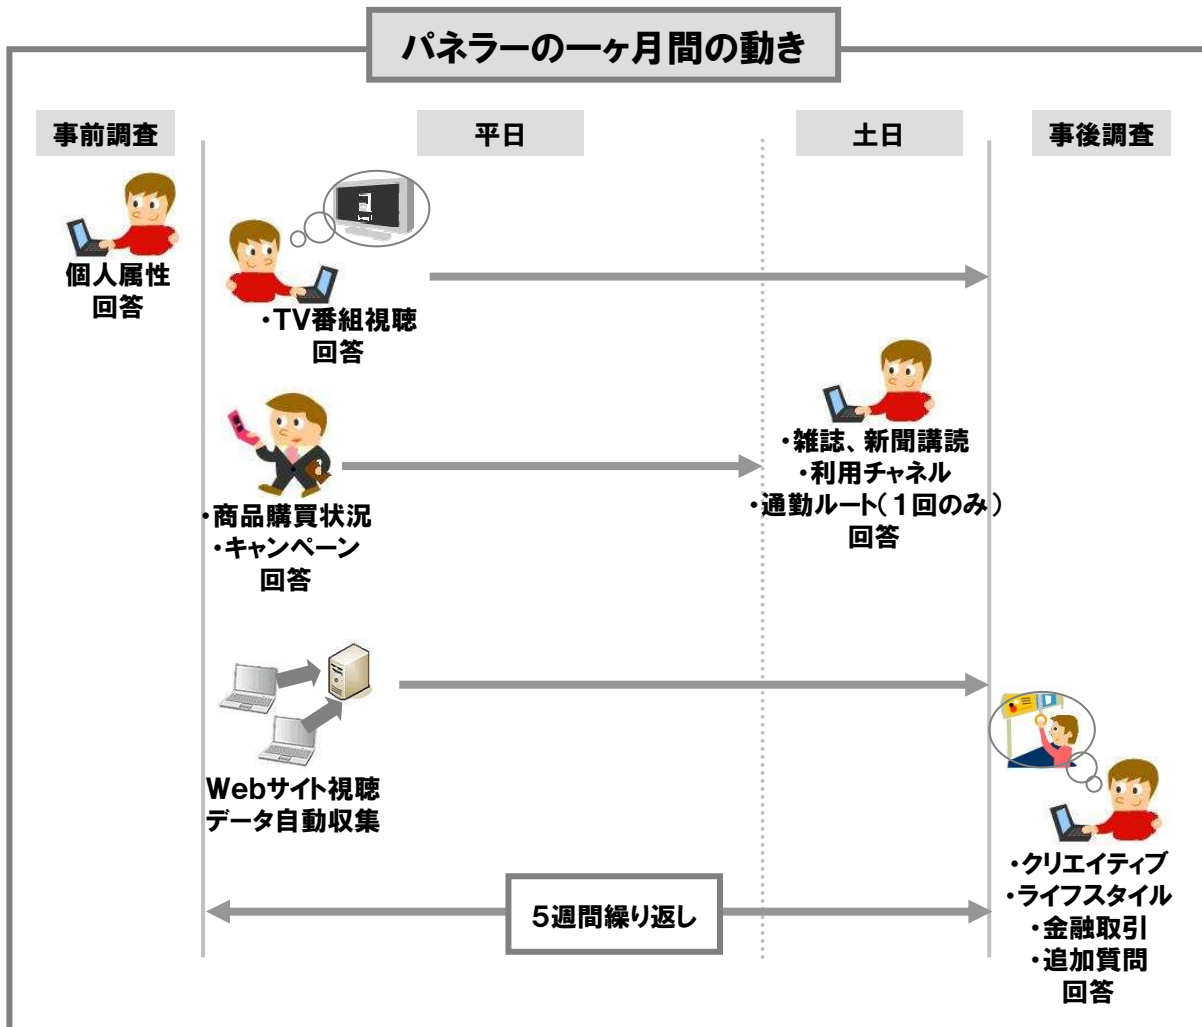 パネラーの一ヶ月間の動き
事前調査
平日
土日
事後調査
個人属性
回答
・TV番組視聴
回答
・雑誌、新聞講読
・利用チャネル
・通勤ルート（１回のみ）
回答
・商品購買状況
・キャンペーン
回答
Webサイト視聴
データ自動収集
５週間繰り返し
・クリエイティブ
・ライフスタイル
・金融取引
・追加質問
回答